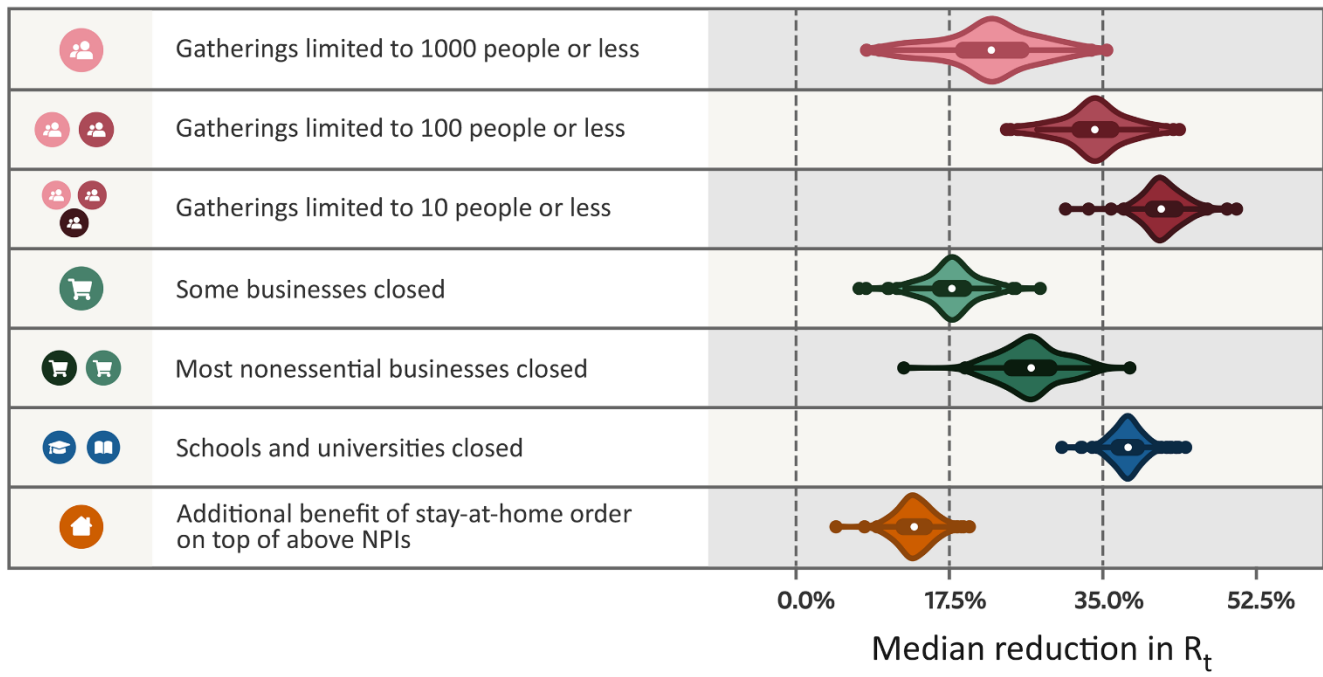 Gatherings limited to 1000 people or less
Gatherings limited to 100 people or less
Gatherings limited to 10 people or less
Some businesses closed
Most nonessential businesses closed
Schools and universities closed
Additional benefit of stay-at-home order
on top of above NPIs
0.0% 17.5% 35.0% 52.5%
Median reduction in Rt